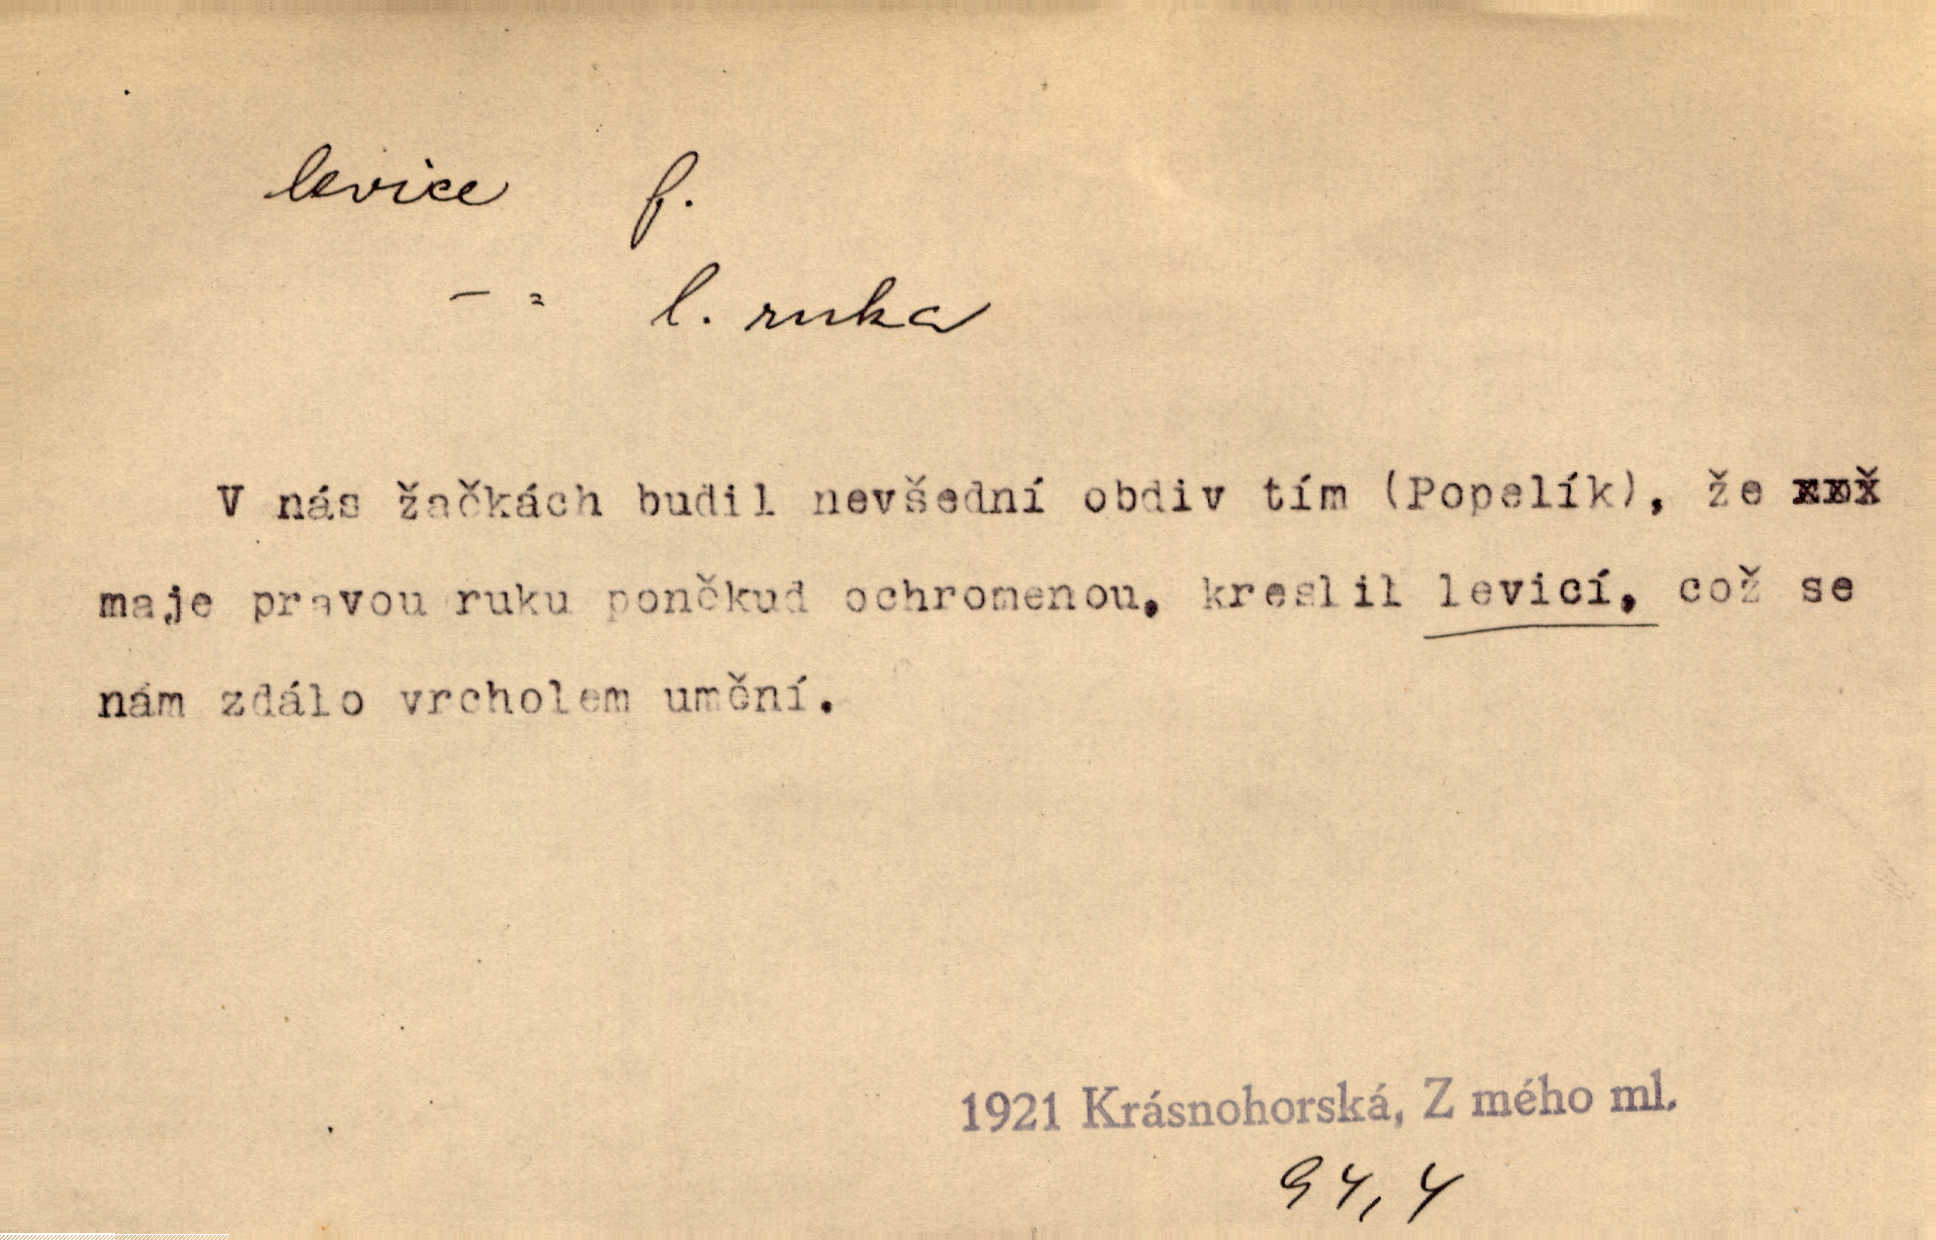 levice f.
— = l. ruka
V nás žačkách budil nevšední obdiv tím (Popelík), že
maje pravou ruku poněkud ochromenou, kreslil levicí, což se
nám zdálo vrcholem umění.
1921 Krásnohorská, Z mého ml.
94,4